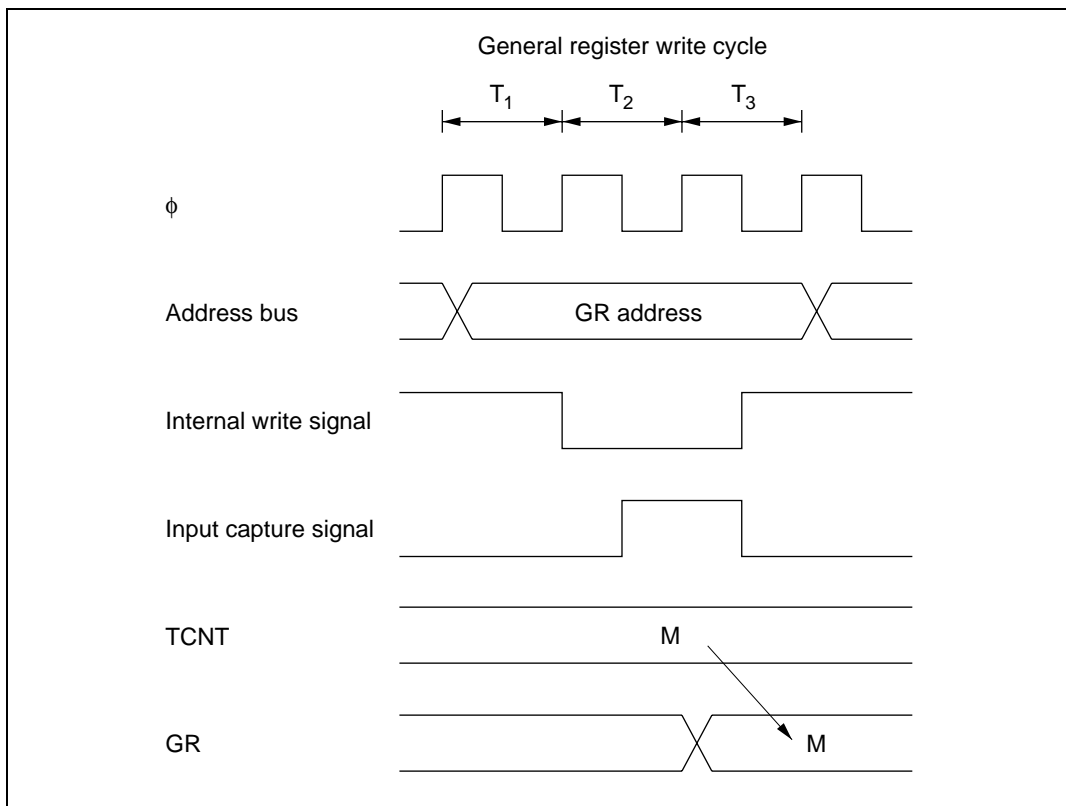 General register write cycle
T1 T2 T3
φ
Address bus GR address
Internal write signal
Input capture signal
TCNT M
GR M